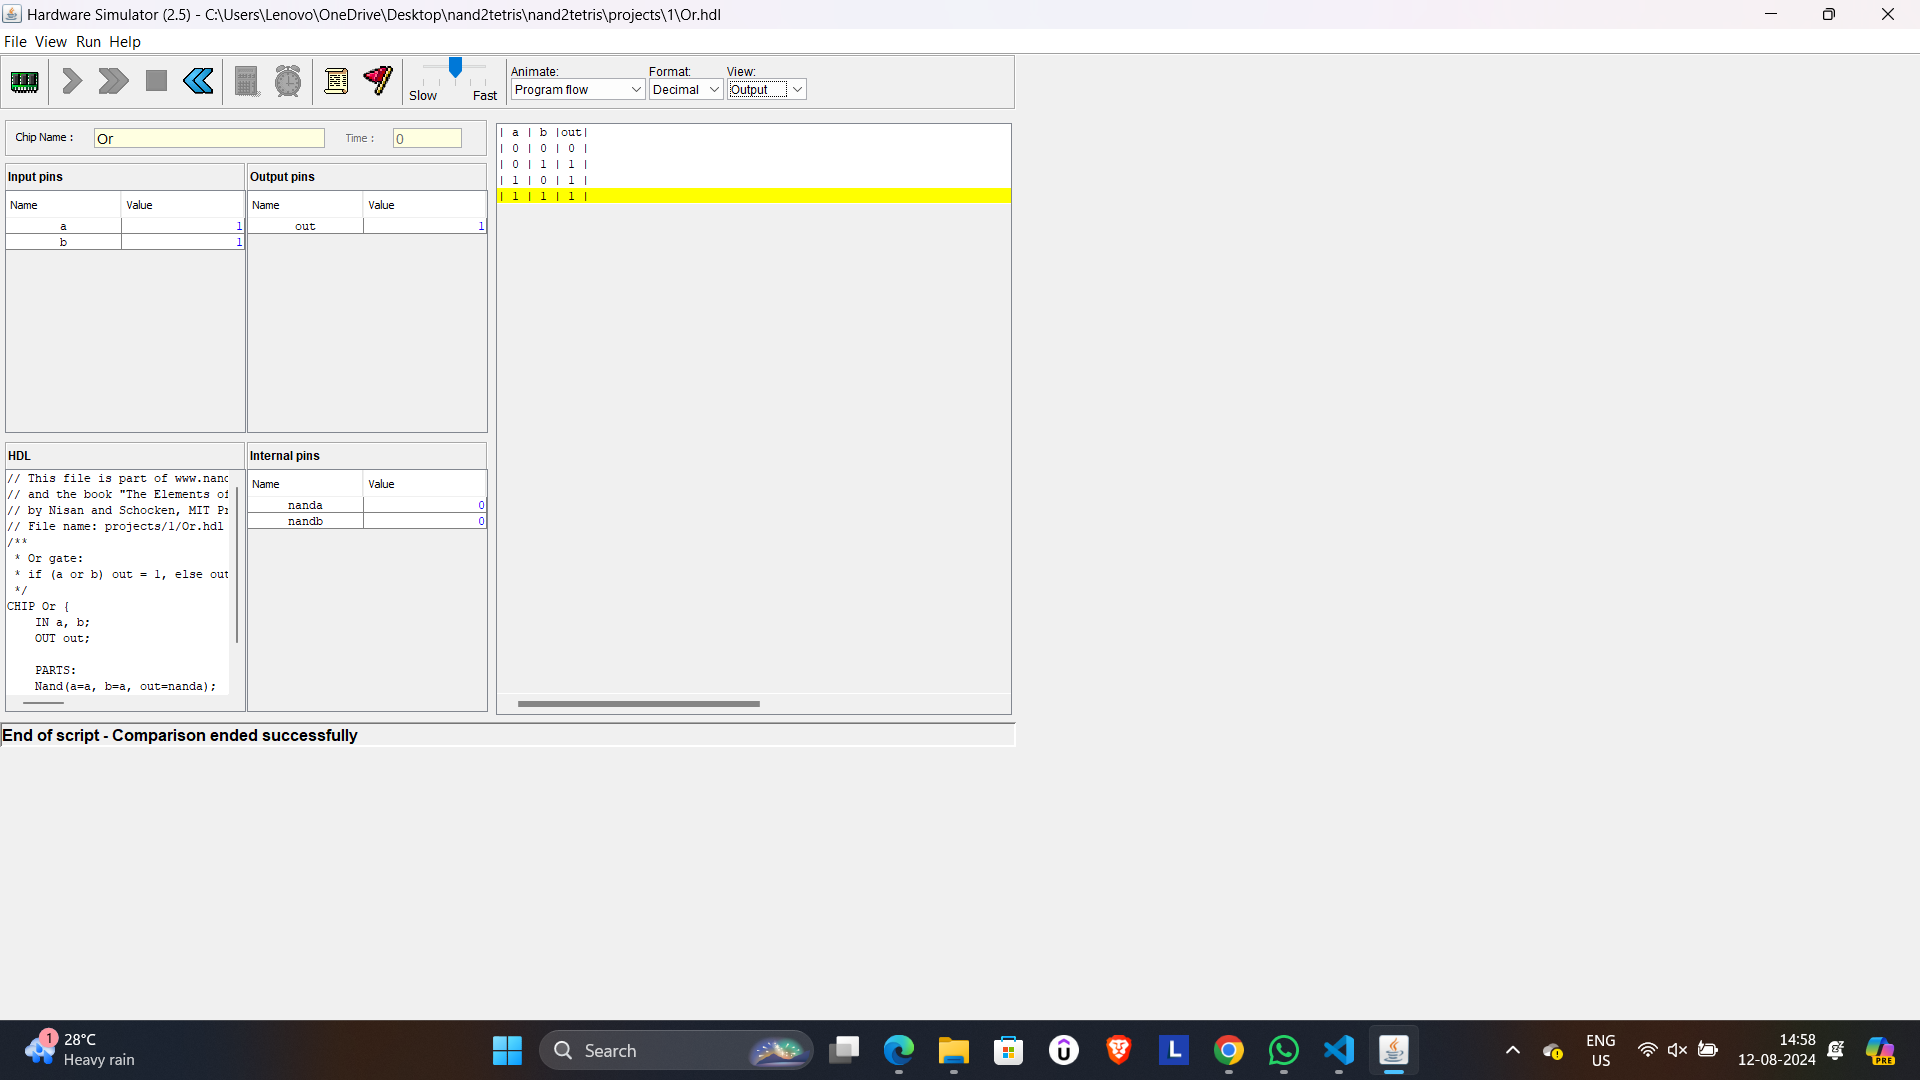 Hardware Simulator (2.5) - C:\Users\Lenovo\OneDrive\Desktop\nand2tetris\nand2tetris\projects\1\Or.hdl
File View Run Help
Slow Fast
Animate: Format: View:
Program flow Decimal Output
Chip Name : Or Time : 0
Input pins
Name Value
a 1
b 1
Output pins
Name Value
out 1
| a | b |out|
| 0 | 0 | 0 |
| 0 | 1 | 1 |
| 1 | 0 | 1 |
| 1 | 1 | 1 |
HDL
// This file is part of www.nand
// and the book "The Elements of
// by Nisan and Schocken, MIT Pr
// File name: projects/1/Or.hdl
/**
* Or gate:
* if (a or b) out = 1, else out
*/
CHIP Or {
IN a, b;
OUT out;
PARTS:
Nand(a=a, b=a, out=nanda);
Internal pins
Name Value
nanda 0
nandb 0
End of script - Comparison ended successfully
1
28°C
Heavy rain
Search
L
PRE
ENG
US
14:58
12-08-2024